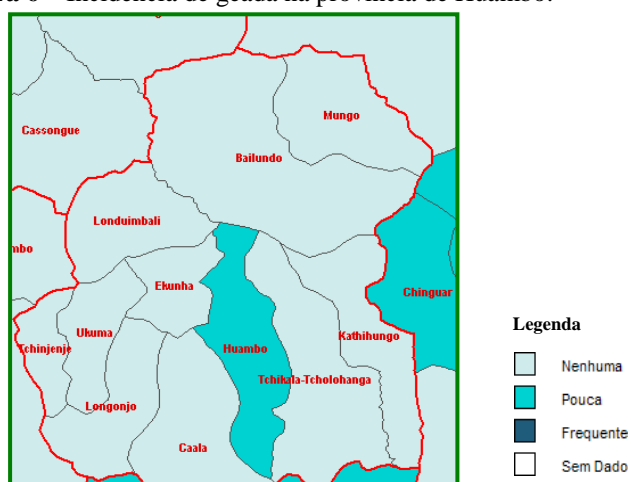 Incidência de geada na província de Huambo.
Mungo
Cassongue
Bailundo
Londuimbali
mbo
Ekunha
Chinguar
Ukuma
Kathihungo
Tchinjenje
Huambo
Tchikala-Tcholohanga
Longonjo
Caala
Legenda
Nenhuma
Pouca
Frequente
Sem Dado